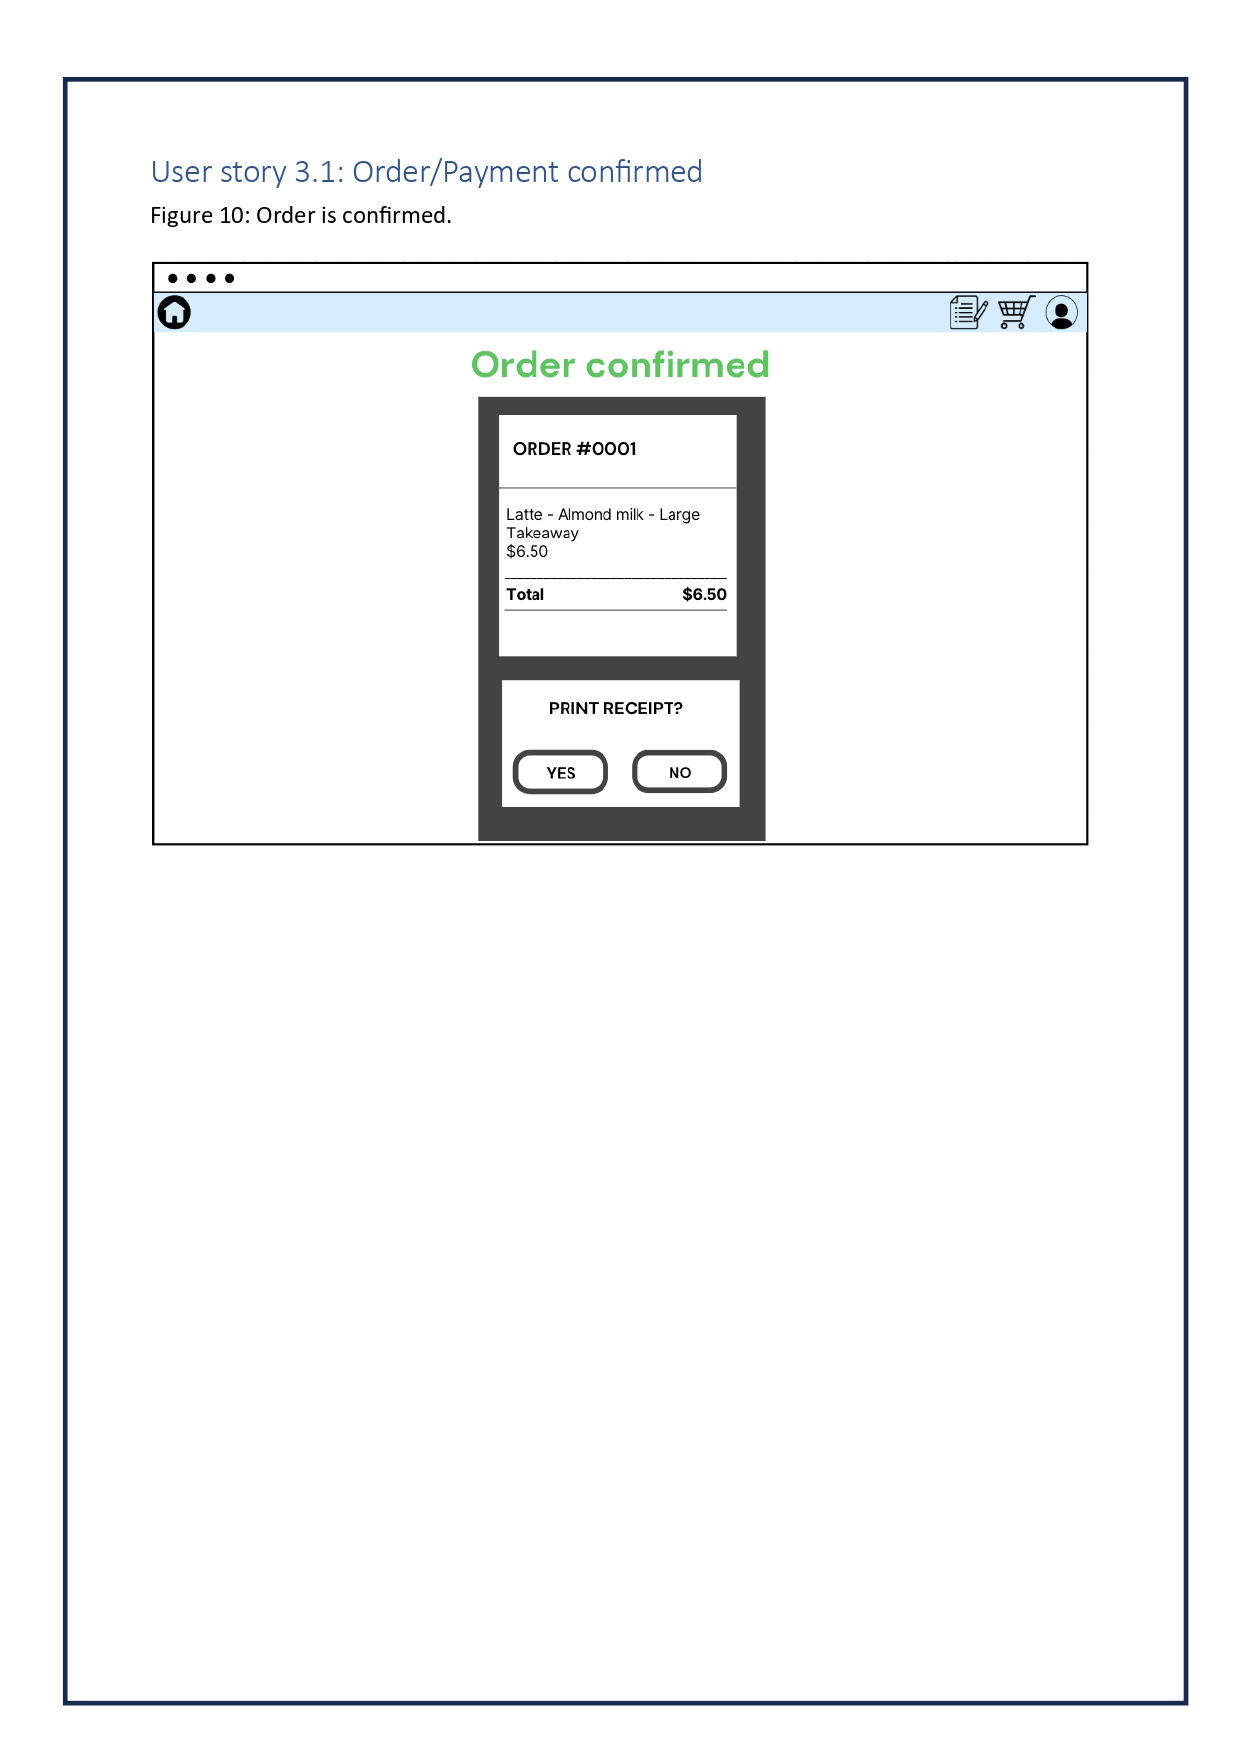 User story 3.1: Order/Payment confirmed
Figure 10: Order is confirmed.
Order confirmed
ORDER #0001
Latte - Almond milk - Large
Takeaway
$6.50
Total $6.50
PRINT RECEIPT?
YES NO